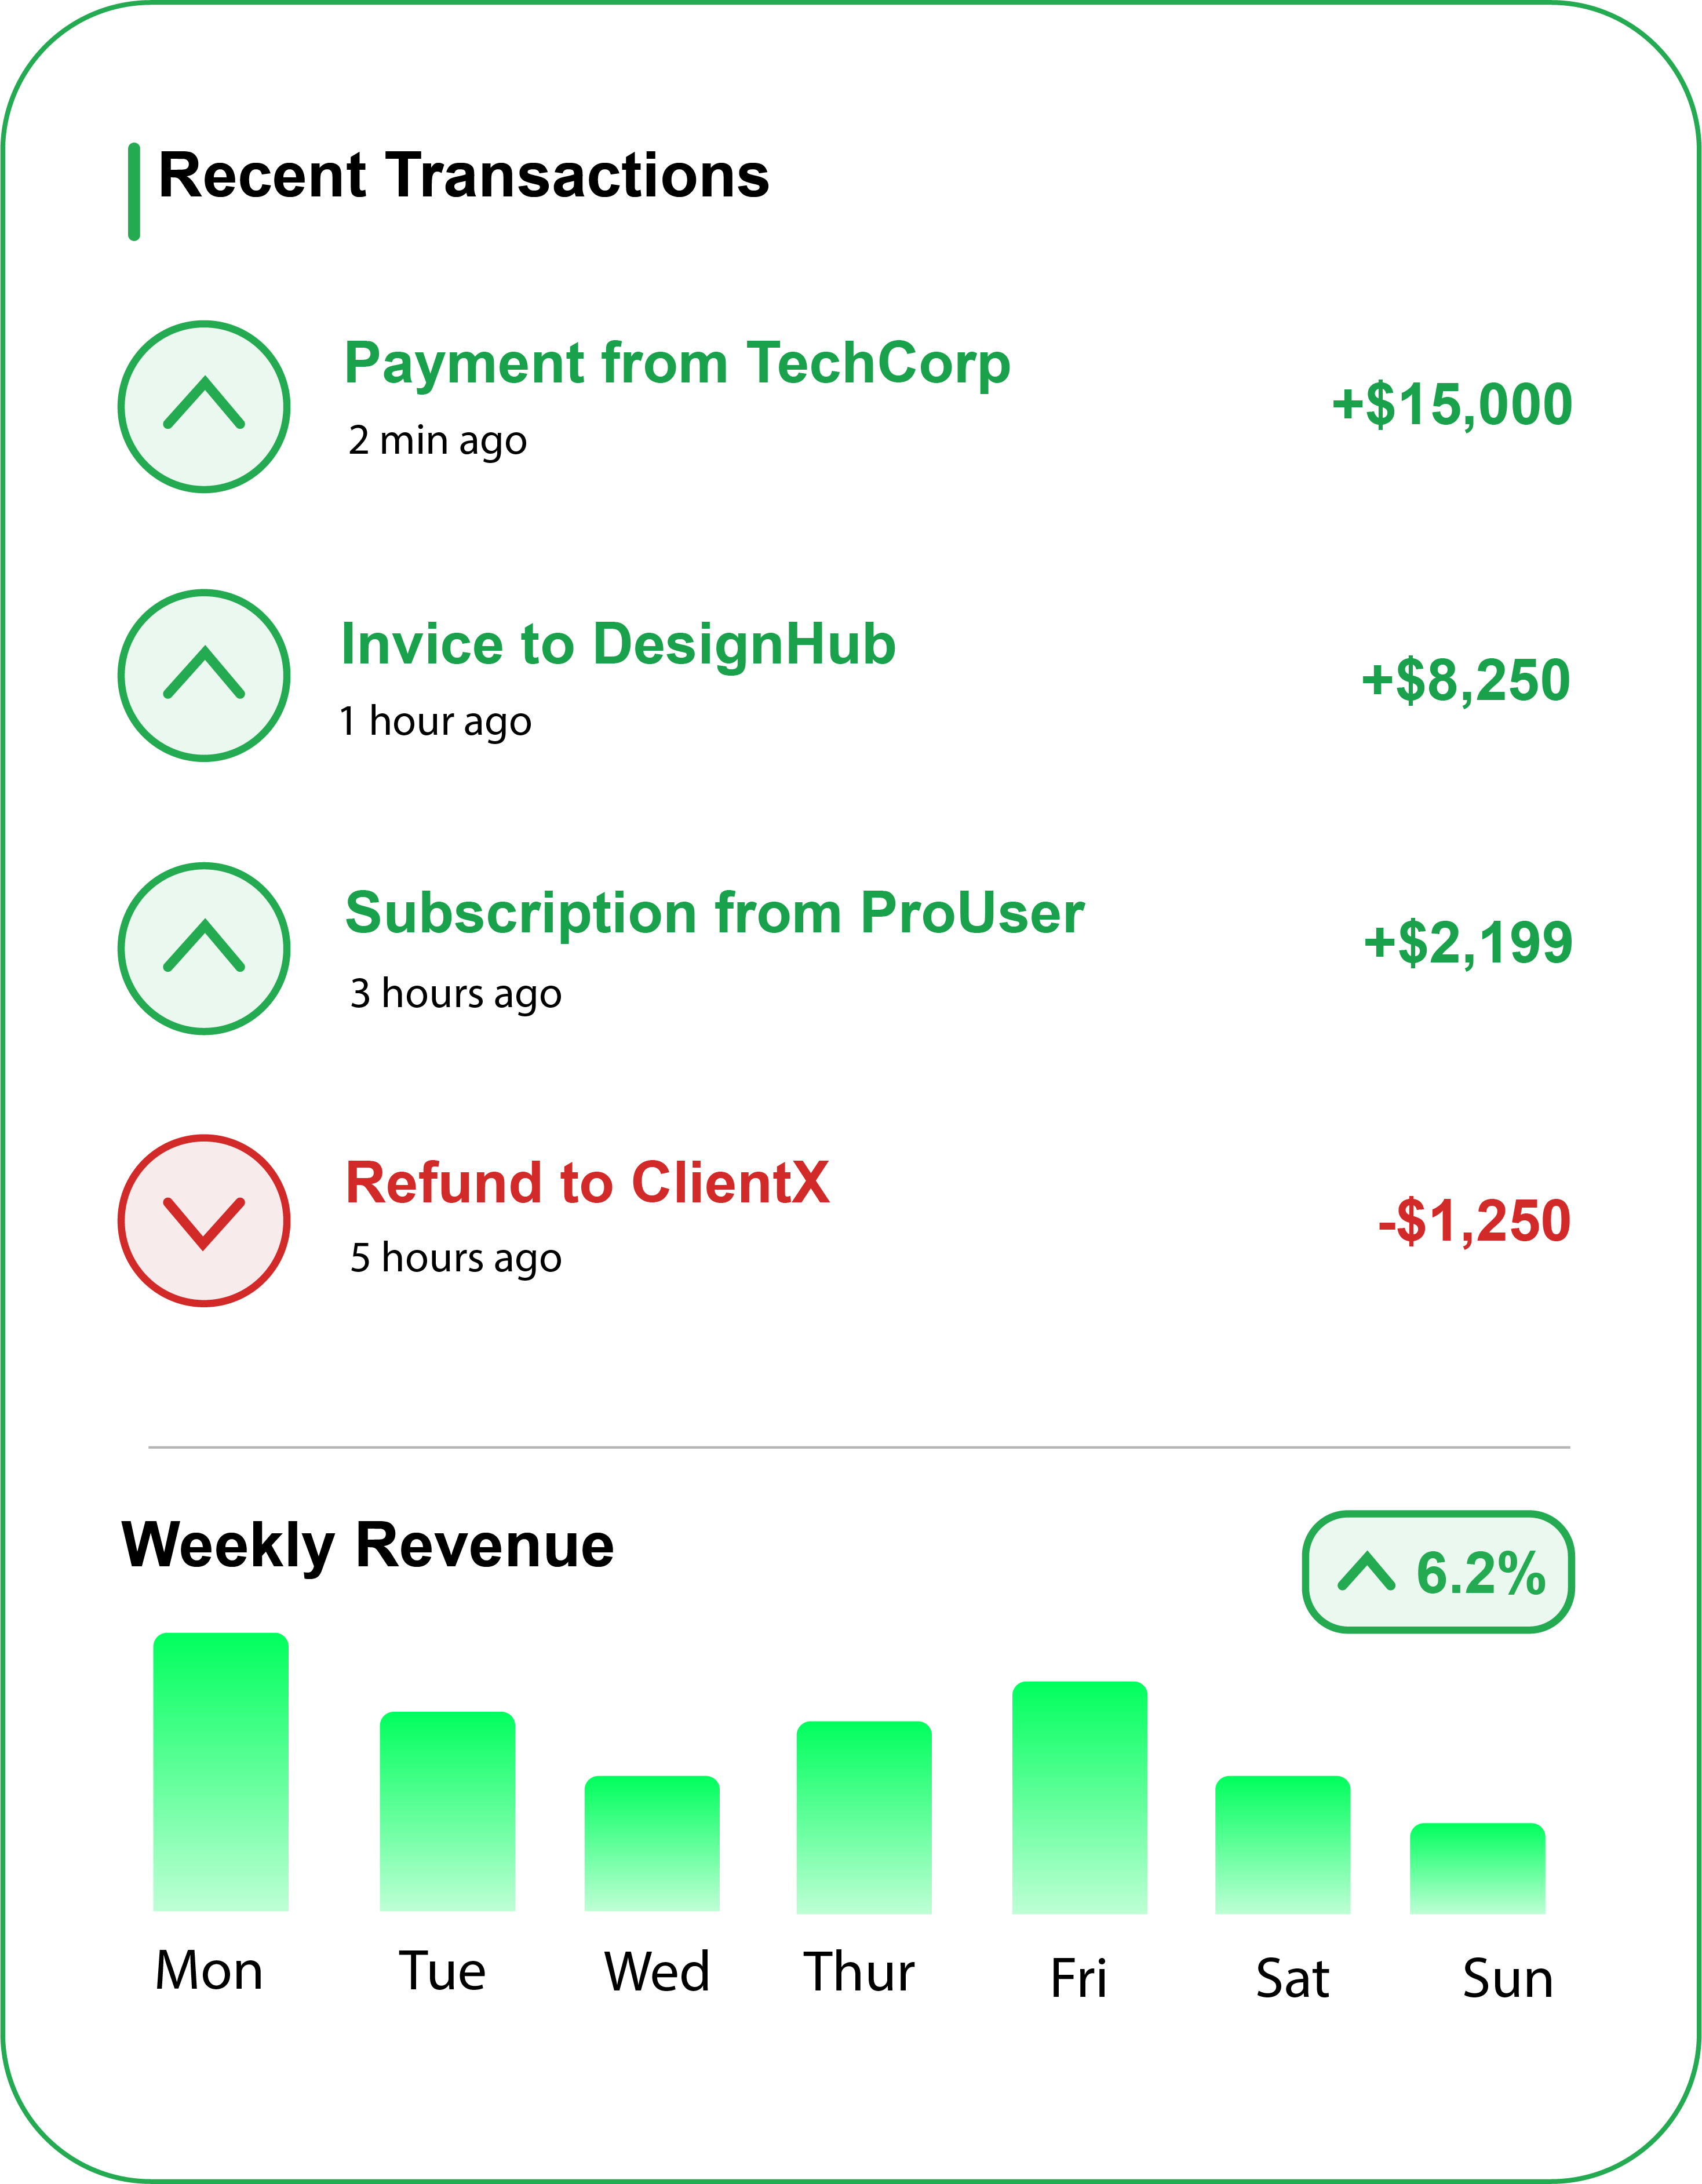 Recent Transactions
Payment from TechCorp
2 min ago
+$15,000
Invice to DesignHub
1 hour ago
+$8,250
Subscription from ProUser
3 hours ago
+$2,199
Refund to ClientX
5 hours ago
-$1,250
Weekly Revenue
6.2%
Mon Tue Wed Thur Fri Sat Sun